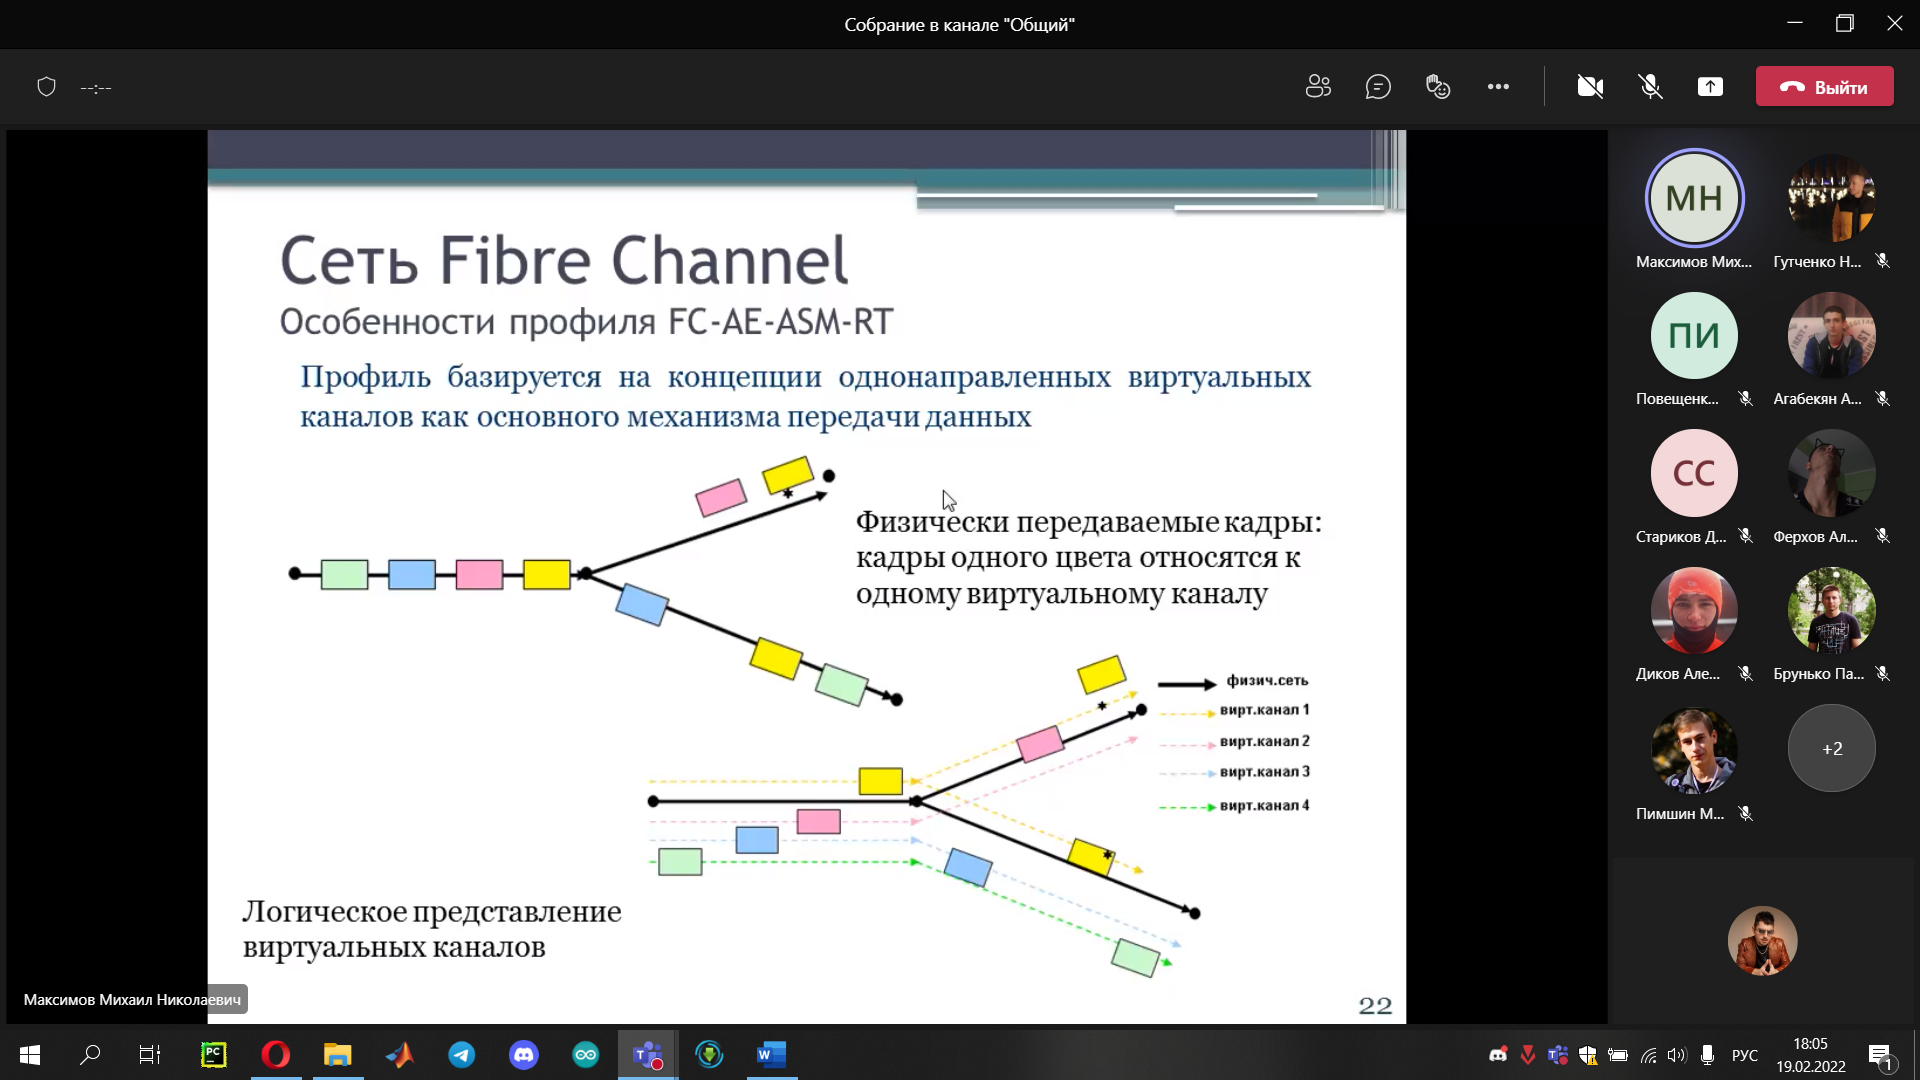 Собрание в канале "Общий"
--:--
Выйти
Сеть Fibre Channel
Особенности профиля FC-AE-ASM-RT
Профиль базируется на концепции однонаправленных виртуальных
каналов как основного механизма передачи данных
Физически передаваемые кадры:
кадры одного цвета относятся к
одному виртуальному каналу
физич.сеть
вирт.канал 1
вирт.канал 2
вирт.канал 3
вирт.канал 4
Логическое представление
виртуальных каналов
22
Максимов Михаил Николаевич
МН
Максимов Мих...
Гутченко Н...
ПИ
Повещенк...
Агабекян А...
СС
Стариков Д...
Ферхов Ал...
Диков Але...
Брунько Па...
Пимшин М...
+2
PC
W
РУС
18:05
19.02.2022
1